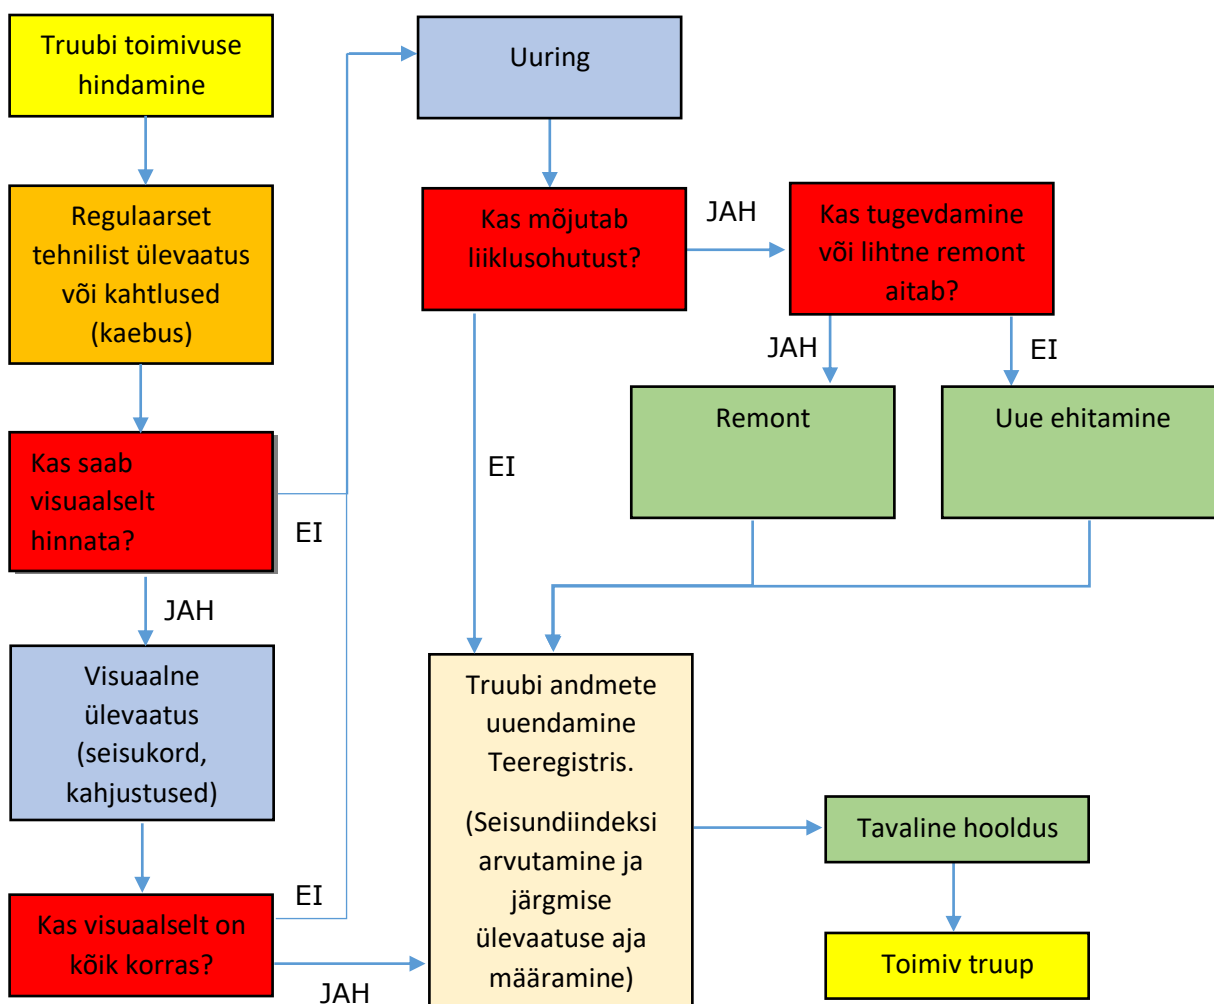 Truubi toimivuse
hindamine
Regulaarset
tehnilist ülevaatus
või kahtlused
(kaebus)
Kas saab
visuaalselt
hinnata?
EI
JAH
Visuaalne
ülevaatus
(seisukord,
kahjustused)
EI
Kas visuaalselt on
kõik korras?
JAH
Uuring
Kas mõjutab
liiklusohutust?
JAH
Kas tugevdamine
või lihtne remont
aitab?
JAH
EI
Remont
Uue ehitamine
EI
Truubi andmete
uuendamine
Teeregistris.
(Seisundiindeksi
arvutamine ja
järgmise
ülevaatuse aja
määramine)
Tavaline hooldus
Toimiv truup